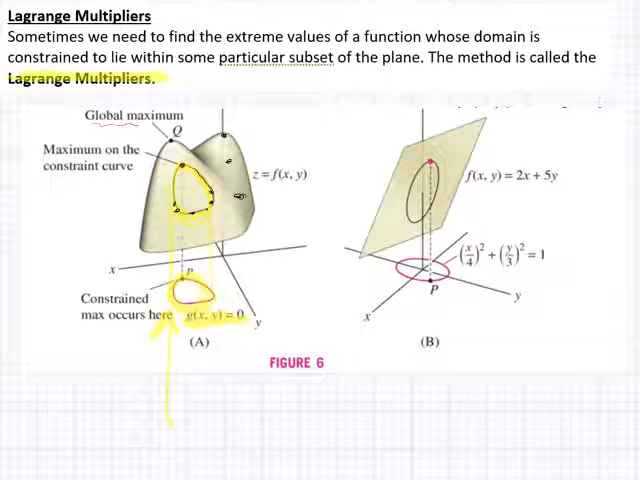 Lagrange Multipliers
Sometimes we need to find the extreme values of a function whose domain is
constrained to lie within some particular subset of the plane. The method is called the
Lagrange Multipliers.
Global maximum
Q
Maximum on the
constraint curve
z = f(x, y)
x
P
Constrained
max occurs here g(x, y) = 0
y
(A)
f(x, y) = 2x + 5y
(x/4)² + (y/3)² = 1
P
y
x
(B)
FIGURE 6